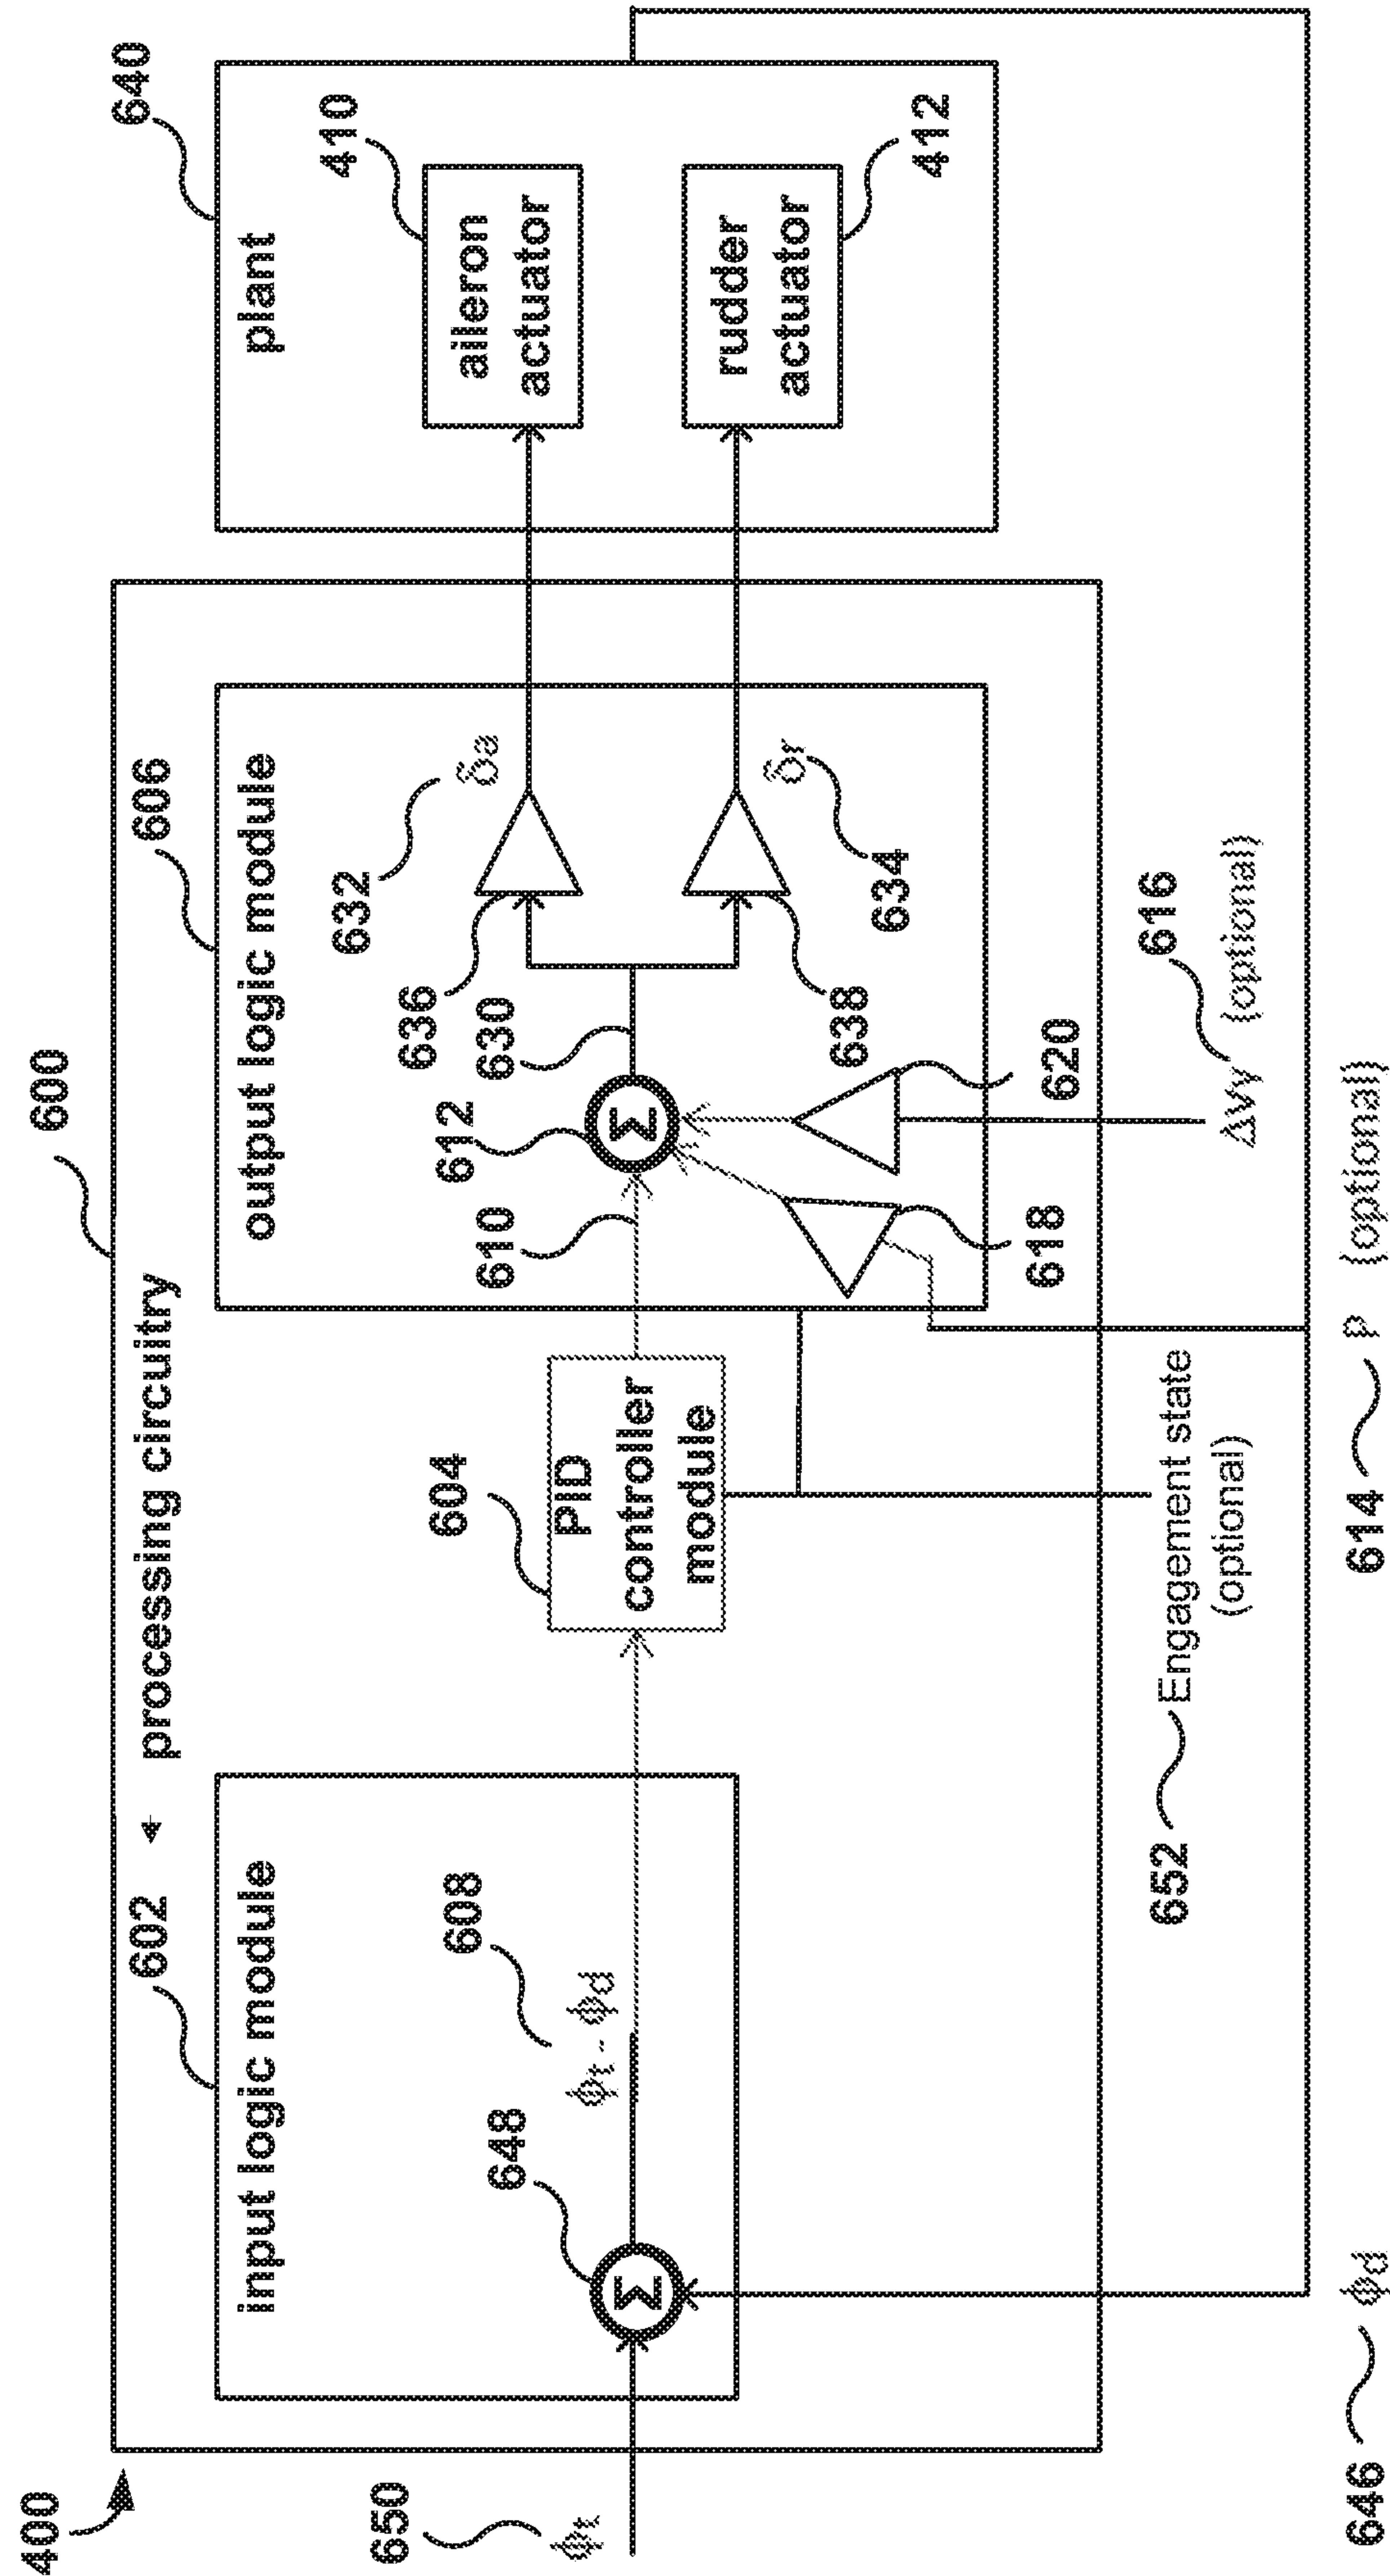 400
600
processing circuitry
602
input logic module
648
Σ
ϕt - ϕd
608
650
ϕt
604
PID
controller
module
606
output logic module
610
612
Σ
630
636
638
632
δa
634
δr
618
620
640
plant
410
aileron
actuator
rudder
actuator
412
616
ΔVy (optional)
652 Engagement state
(optional)
646 ϕd
614 P (optional)